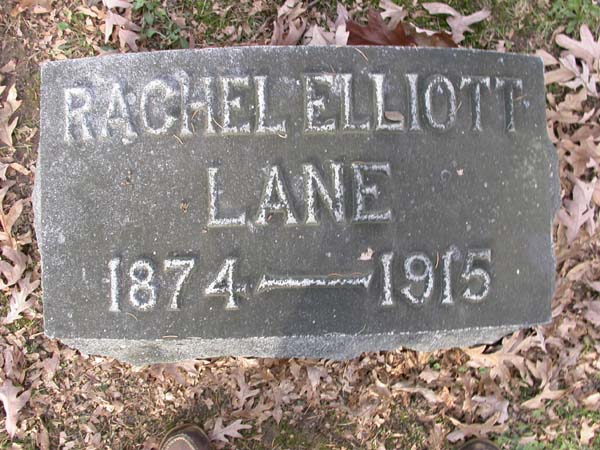 RACHEL ELLIOTT
LANE
1874 — 1915